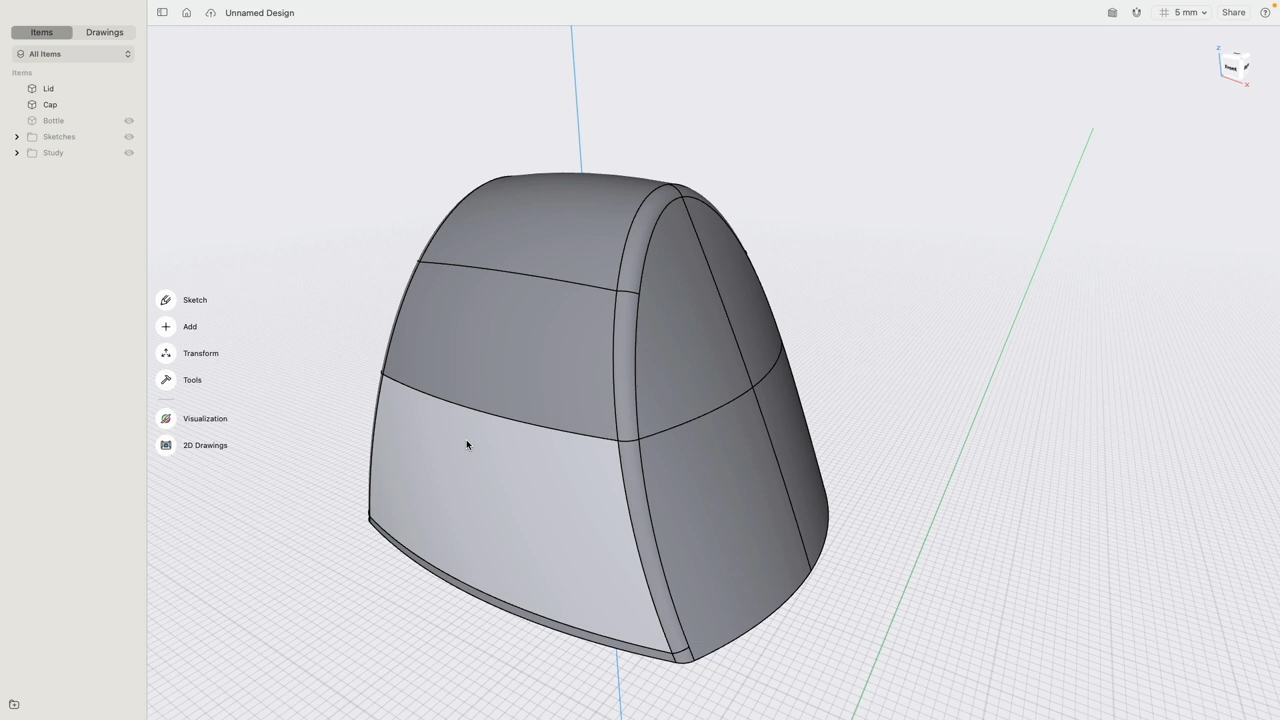 Unnamed Design
5 mm
Share
?
Items
Drawings
All Items
Items
Lid
Cap
Bottle
Sketches
Study
Sketch
Add
Transform
Tools
Visualization
2D Drawings
Z
Front
X